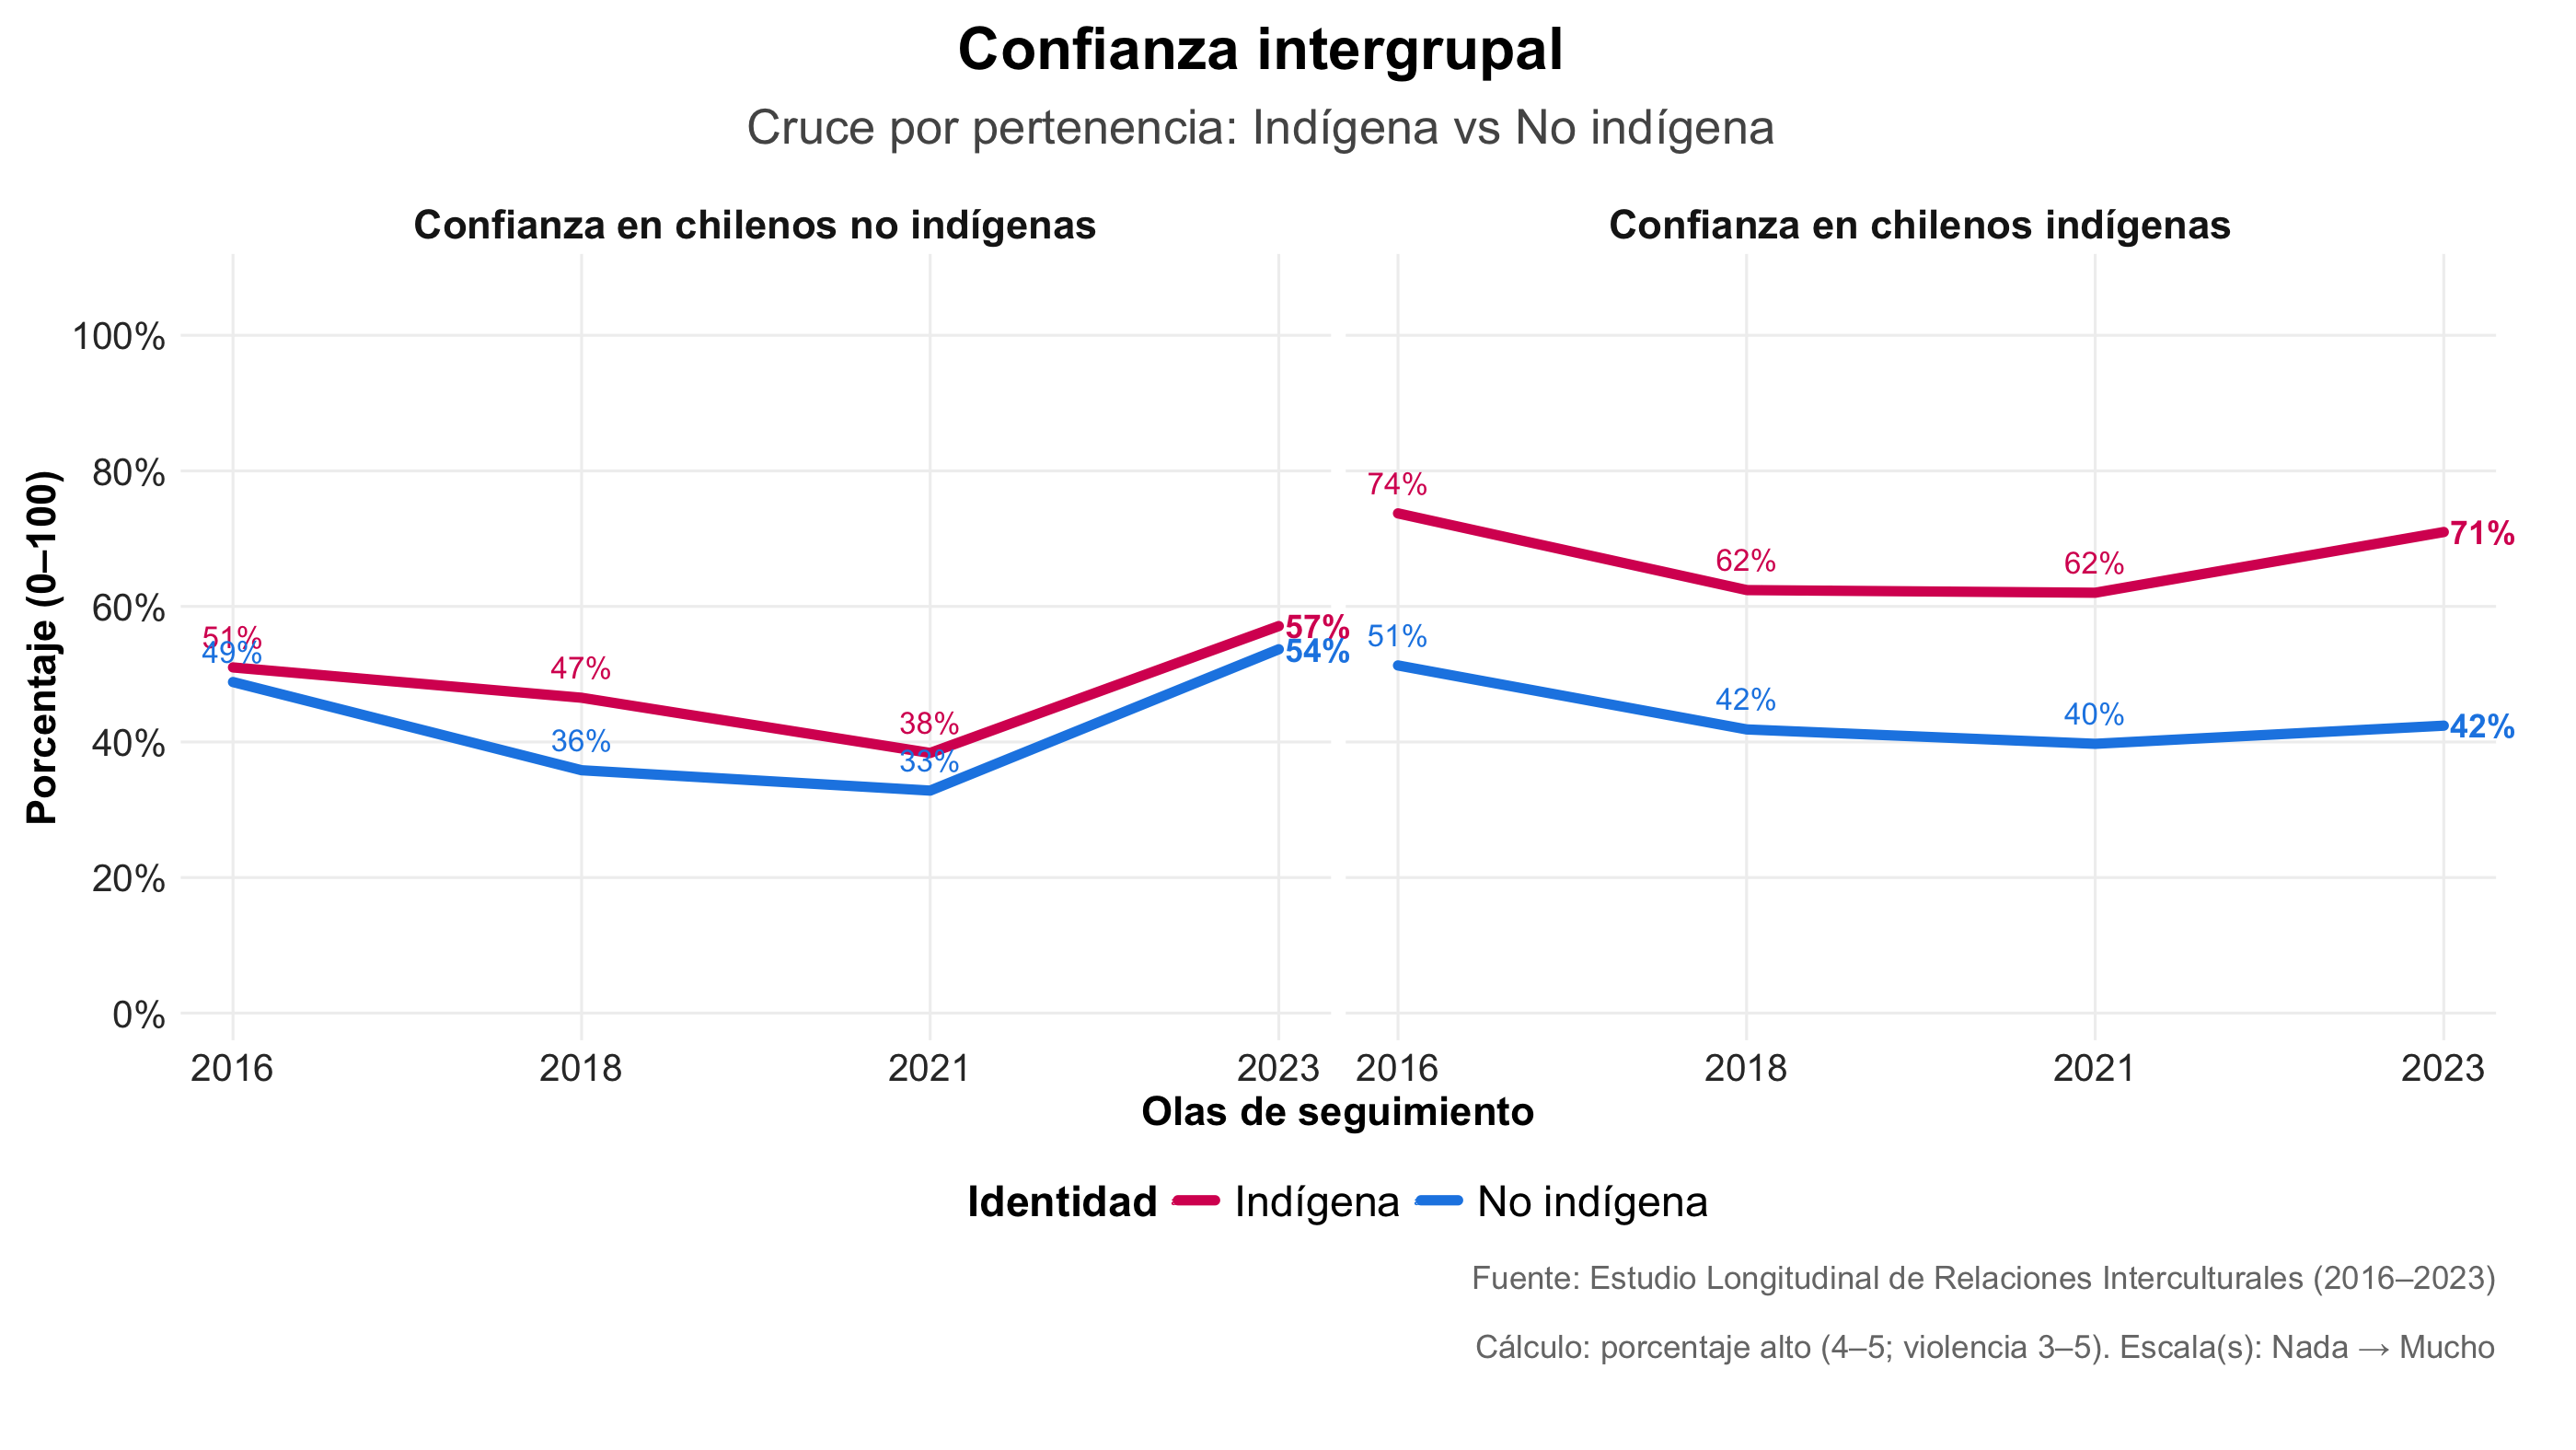 Confianza intergrupal
Cruce por pertenencia: Indígena vs No indígena
Confianza en chilenos no indígenas
Confianza en chilenos indígenas
Porcentaje (0–100)
100%
80%
60%
40%
20%
0%
51%
49%
47%
36%
38%
33%
57%
54%
74%
51%
62%
42%
62%
40%
71%
42%
2016 2018 2021 2023 2016 2018 2021 2023
Olas de seguimiento
Identidad Indígena No indígena
Fuente: Estudio Longitudinal de Relaciones Interculturales (2016–2023)
Cálculo: porcentaje alto (4–5; violencia 3–5). Escala(s): Nada → Mucho